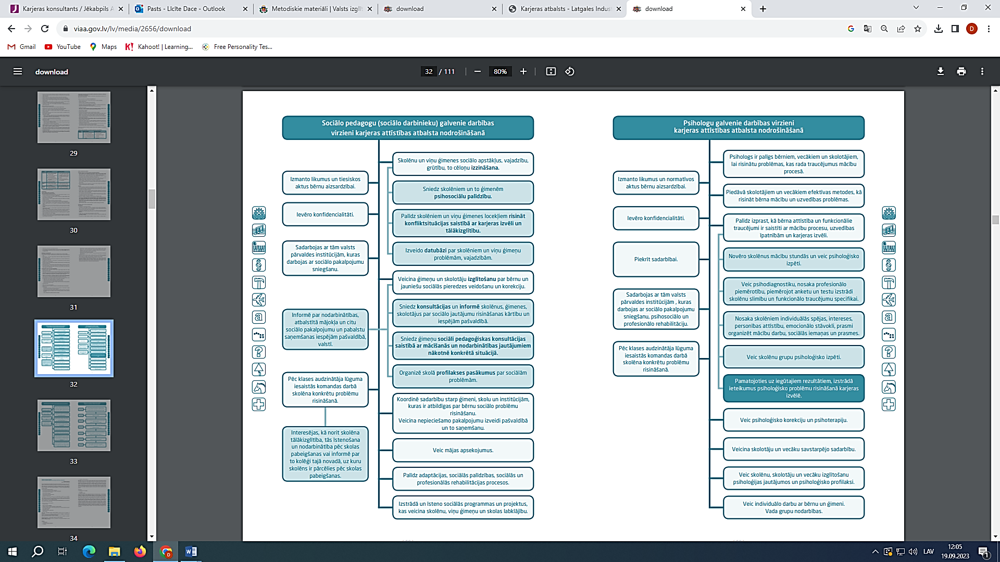 Karjeras konsultants / Jēkabpils A
Pasts - Līcīte Dace - Outlook
Metodiskie materiāli | Valsts izglīt
download
Karjeras atbalsts - Latgales Indust
download
viaa.gov.lv/lv/media/2656/download
D
Gmail
YouTube
Maps
Kahoot! | Learning...
Free Personality Tes...
download
32 / 111
80%
29
30
31
32
33
34
Sociālo pedagogu (sociālo darbinieku) galvenie darbības
virzieni karjeras attīstības atbalsta nodrošināšanā
Izmanto likumus un tiesiskos
aktus bērnu aizsardzībai.
Ievēro konfidencialitāti.
Sadarbojas ar tām valsts
pārvaldes institūcijām, kuras
darbojas ar sociālo pakalpojumu
sniegšanu.
Informē par nodarbinātības,
atbalstītā mājokļa un citu
sociālo pakalpojumu un pabalstu
saņemšanas iespējām pašvaldībā,
valstī.
Pēc klases audzinātāja lūguma
iesaistās komandas darbā
skolēna konkrētu problēmu
risināšanā.
Interesējas, kā norit skolēna
tālākizglītība, tās īstenošana
un nodarbinātība pēc skolas
pabeigšanas vai informē par
to kolēģi tajā novadā, uz kuru
skolēns ir pārcēlies pēc skolas
pabeigšanas.
Skolēnu un viņu ģimenes sociālo apstākļus, vajadzību,
grūtību, to cēloņu izzināšana.
Sniedz skolēniem un to ģimenēm
psihosociālu palīdzību.
Palīdz skolēniem un viņu ģimenes locekļiem risināt
konfliktsituācijas saistībā ar karjeras izvēli un
tālākizglītību.
Izveido datubāzi par skolēniem un viņu ģimeņu
problēmām, vajadzībām.
Veicina ģimeņu un skolotāju izglītošanu par bērnu un
jauniešu sociālās pieredzes veidošanu un korekciju.
Sniedz konsultācijas un informē skolēnus, ģimenes,
skolotājus par sociālo jautājumu risināšanas kārtību un
iespējām pašvaldībā.
Sniedz ģimeņu sociāli pedagoģiskas konsultācijas
saistībā ar mācīšanās un nodarbinātības jautājumiem
nākotnē konkrētā situācijā.
Organizē skolā profilakses pasākumus par sociālām
problēmām.
Koordinē sadarbību starp ģimeni, skolu un institūcijām,
kuras ir atbildīgas par bērnu sociālo problēmu
risināšanu.
Veicina nepieciešamo pakalpojumu izveidi pašvaldībā
un to saņemšanu.
Veic mājas apsekojumus.
Palīdz adaptācijas, sociālās palīdzības, sociālās un
profesionālās rehabilitācijas procesos.
Izstrādā un īsteno sociālās programmas un projektus,
kas veicina skolēnu, viņu ģimeņu un skolas labklājību.
Psihologu galvenie darbības virzieni
karjeras attīstības atbalsta nodrošināšanā
Izmanto likumus un normatīvos
aktus bērnu aizsardzībai.
Ievēro konfidencialitāti.
Piekrīt sadarbībai.
Sadarbojas ar tām valsts
pārvaldes institūcijām , kuras
darbojas ar sociālo pakalpojumu
sniegšanu, psihosociālo un
profesionālo rehabilitāciju.
Pēc klases audzinātāja lūguma
iesaistās komandas darbā
skolēna konkrētu problēmu
risināšanā.
Psihologs ir palīgs bērniem, vecākiem un skolotājiem,
lai risinātu problēmas, kas rada traucējumus mācību
procesā.
Piedāvā skolotājiem un vecākiem efektīvas metodes, kā
risināt bērna mācību un uzvedības problēmas.
Palīdz izprast, kā bērna attīstība un funkcionālie
traucējumi ir saistīti ar mācību procesu, uzvedības
īpatnībām un karjeras izvēli.
Novēro skolēnus mācību stundās un veic psiholoģisko
izpēti.
Veic psihodiagnostiku, nosaka profesionālo
piemērotību, piemērojot anketu un testu izstrādi
skolēnu slimību un funkcionālo traucējumu specifikai.
Nosaka skolēniem individuālās spējas, intereses,
personības attīstību, emocionālo stāvokli, prasmi
organizēt mācību darbu, sociālās iemaņas un prasmes.
Veic skolēnu grupu psiholoģisko izpēti.
Pamatojoties uz iegūtajiem rezultātiem, izstrādā
ieteikumus psiholoģisko problēmu risināšanā karjeras
izvēlē.
Veic psiholoģisko korekciju un psihoterapiju.
Veicina skolotāju un vecāku savstarpējo sadarbību.
Veic skolēnu, skolotāju un vecāku izglītošanu
psiholoģijas jautājumos un psiholoģisko profilaksi.
Veic individuālo darbu ar bērnu un ģimeni.
Vada grupu nodarbības.
LAV
12:05
19.09.2023
1